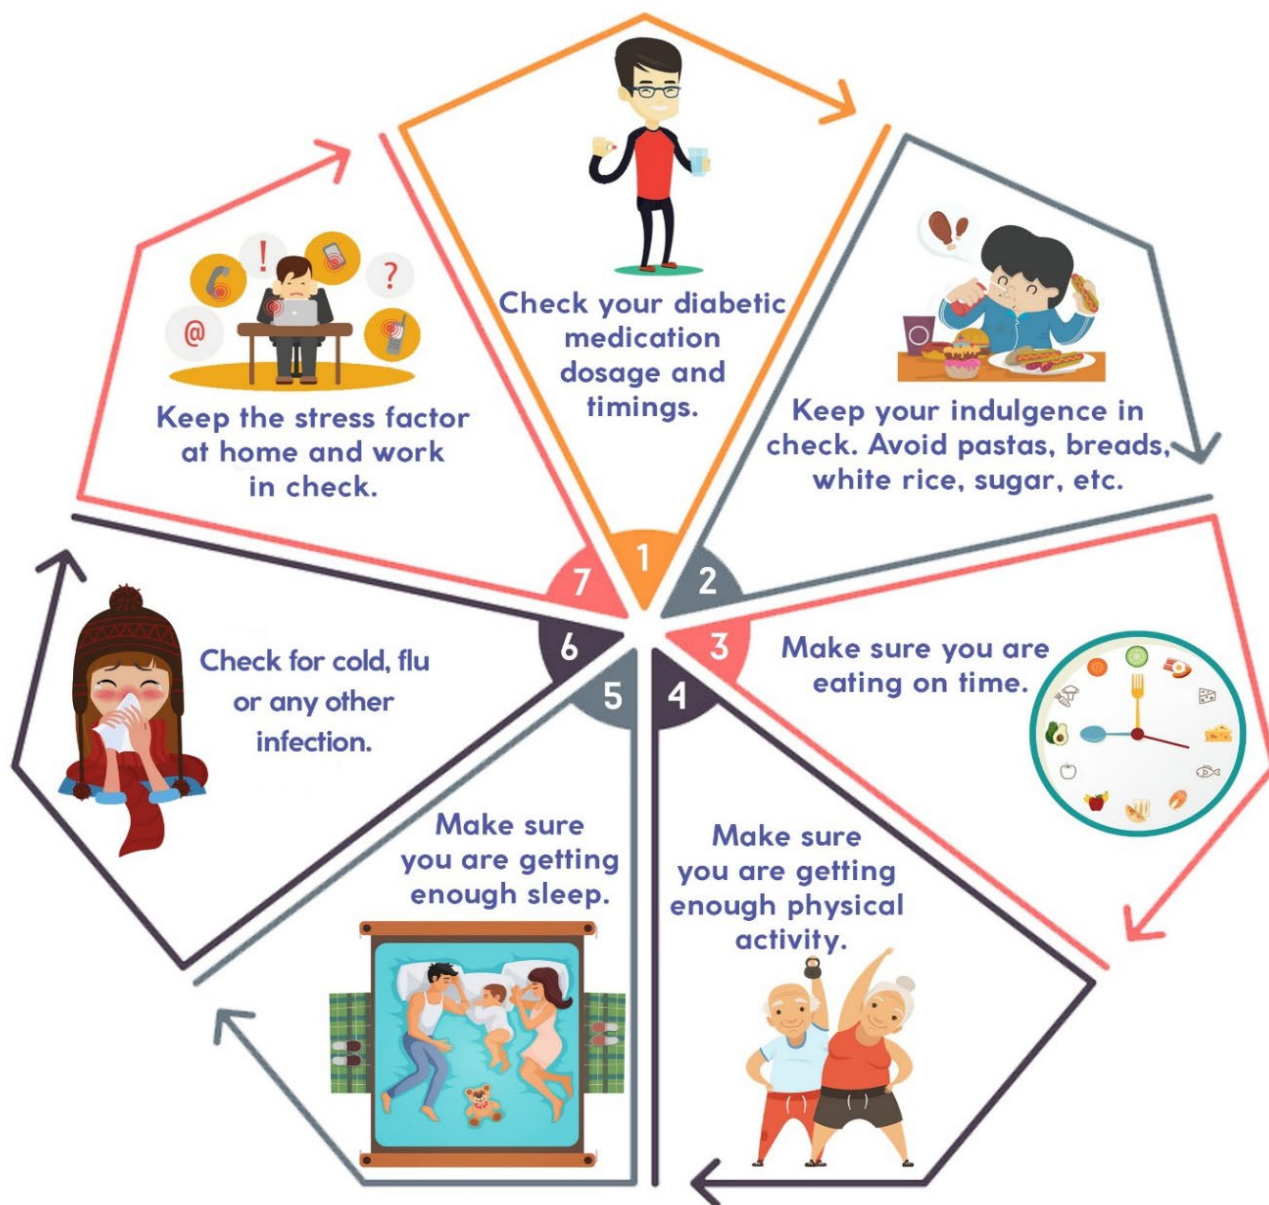 1
Check your diabetic
medication
dosage and
timings.
2
Keep your indulgence in
check. Avoid pastas, breads,
white rice, sugar, etc.
3
Make sure you are
eating on time.
4
Make sure
you are getting
enough physical
activity.
5
Make sure
you are getting
enough sleep.
6
Check for cold, flu
or any other
infection.
7
Keep the stress factor
at home and work
in check.
@
!
?